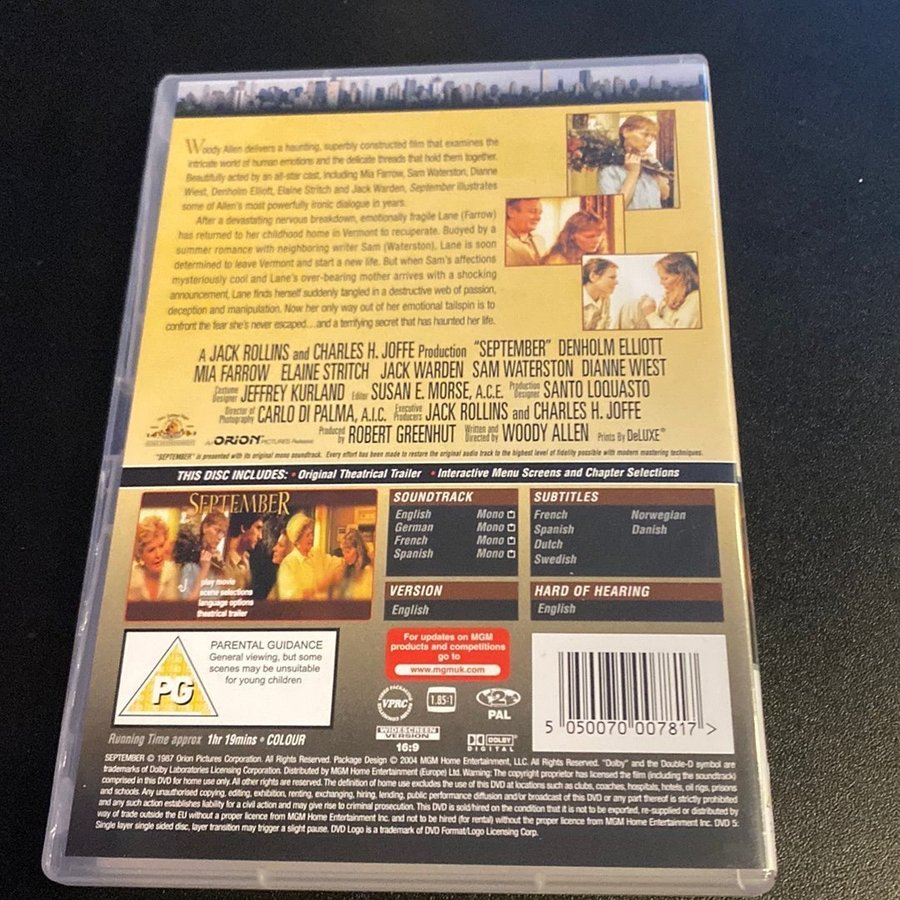 Woody Allen delivers a haunting, superbly constructed film that examines the
intricate world of human emotions and the delicate threads that hold them together.
Beautifully acted by an all-star cast, including Mia Farrow, Sam Waterston, Dianne
Wiest, Denholm Elliott, Elaine Stritch and Jack Warden, September illustrates
some of Allen's most powerfully ironic dialogue in years.
After a devastating nervous breakdown, emotionally fragile Lane (Farrow)
has returned to her childhood home in Vermont to recuperate. Buoyed by a
summer romance with neighboring writer Sam (Waterston), Lane is soon
determined to leave Vermont and start a new life. But when Sam's affections
mysteriously cool and Lane's over-bearing mother arrives with a shocking
announcement, Lane finds herself suddenly tangled in a destructive web of passion,
deception and manipulation. Now her only way out of her emotional tailspin is to
confront the fear she's never escaped...and a terrifying secret that has haunted her life.
A JACK ROLLINS and CHARLES H. JOFFE Production "SEPTEMBER" DENHOLM ELLIOTT
MIA FARROW ELAINE STRITCH JACK WARDEN SAM WATERSTON DIANNE WIEST
Costume Designer JEFFREY KURLAND Editor SUSAN E. MORSE, A.C.E. Production Designer SANTO LOQUASTO
Director of Photography CARLO DI PALMA, A.I.C. Executive Producers JACK ROLLINS and CHARLES H. JOFFE
An ORION PICTURES Release Produced by ROBERT GREENHUT Written and Directed by WOODY ALLEN Prints By DeLUXE
"SEPTEMBER" is presented with its original mono soundtrack. Every effort has been made to restore the original audio track to the highest level of fidelity possible with modern mastering techniques.
THIS DISC INCLUDES: • Original Theatrical Trailer • Interactive Menu Screens and Chapter Selections
SEPTEMBER
play movie
scene selections
language options
theatrical trailer
SOUNDTRACK
English Mono
German Mono
French Mono
Spanish Mono
SUBTITLES
French Norwegian
Spanish Danish
Dutch
Swedish
VERSION
English
HARD OF HEARING
English
PG
PARENTAL GUIDANCE
General viewing, but some
scenes may be unsuitable
for young children
For updates on MGM
products and competitions
go to
www.mgmuk.com
VPRC
1.85:1
2
PAL
WIDESCREEN
VERSION
16:9
DOLBY
DIGITAL
5 050070 007817 >
Running Time approx 1hr 19mins • COLOUR
SEPTEMBER © 1987 Orion Pictures Corporation. All Rights Reserved. Package Design © 2004 MGM Home Entertainment, LLC. All Rights Reserved. "Dolby" and the Double-D symbol are
trademarks of Dolby Laboratories Licensing Corporation. Distributed by MGM Home Entertainment (Europe) Ltd. Warning: The copyright proprietor has licensed the film (including the soundtrack)
comprised in this DVD for home use only. All other rights are reserved. The definition of home use excludes the use of this DVD at locations such as clubs, coaches, hospitals, hotels, oil rigs, prisons
and schools. Any unauthorised copying, editing, exhibition, renting, exchanging, hiring, lending, public performance diffusion and/or broadcast of this DVD or any part thereof is strictly prohibited
and any such action establishes liability for a civil action and may give rise to criminal prosecution. This DVD is sold/hired on the condition that it is not to be exported, re-supplied or distributed by
way of trade outside the EU without a proper licence from MGM Home Entertainment Inc. and not to be hired (for rental) without the proper licence from MGM Home Entertainment Inc. DVD 5:
Single layer single sided disc, layer transition may trigger a slight pause. DVD Logo is a trademark of DVD Format/Logo Licensing Corp.